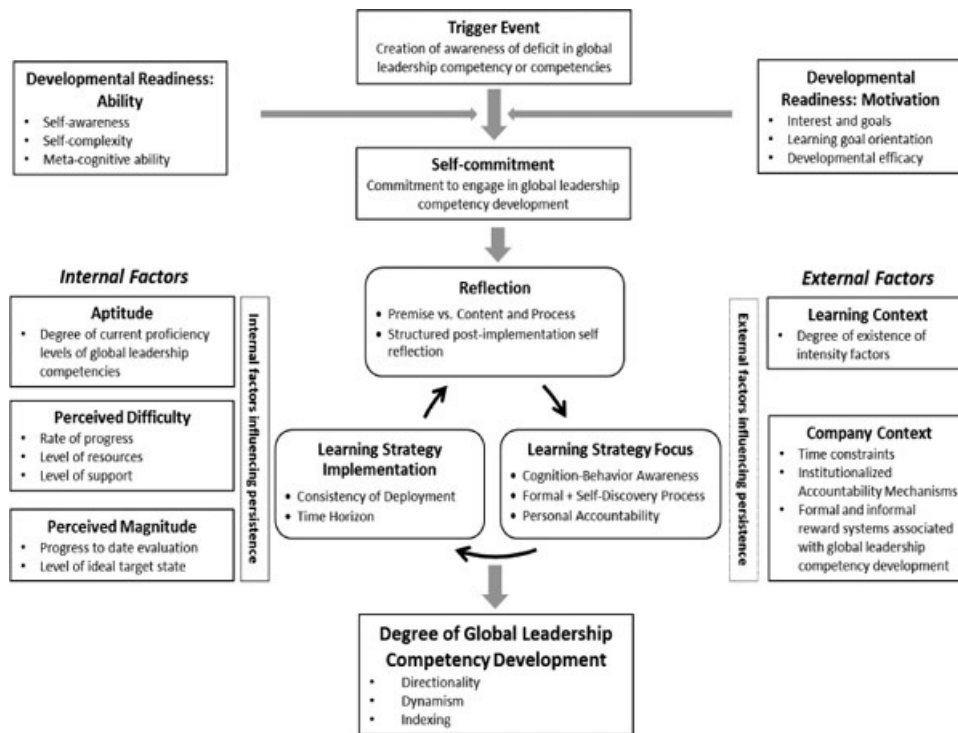 Trigger Event
Creation of awareness of deficit in global
leadership competency or competencies
Developmental Readiness:
Ability
• Self-awareness
• Self-complexity
• Meta-cognitive ability
Developmental
Readiness: Motivation
• Interest and goals
• Learning goal orientation
• Developmental efficacy
Self-commitment
Commitment to engage in global leadership
competency development
Internal Factors
Aptitude
• Degree of current proficiency
levels of global leadership
competencies
Perceived Difficulty
• Rate of progress
• Level of resources
• Level of support
Perceived Magnitude
• Progress to date evaluation
• Level of ideal target state
Internal factors influencing persistence
Reflection
• Premise vs. Content and Process
• Structured post-implementation self
reflection
Learning Strategy
Implementation
• Consistency of Deployment
• Time Horizon
Learning Strategy Focus
• Cognition-Behavior Awareness
• Formal + Self-Discovery Process
• Personal Accountability
External factors influencing persistence
External Factors
Learning Context
• Degree of existence of
intensity factors
Company Context
• Time constraints
• Institutionalized
Accountability Mechanisms
• Formal and informal
reward systems associated
with global leadership
competency development
Degree of Global Leadership
Competency Development
• Directionality
• Dynamism
• Indexing